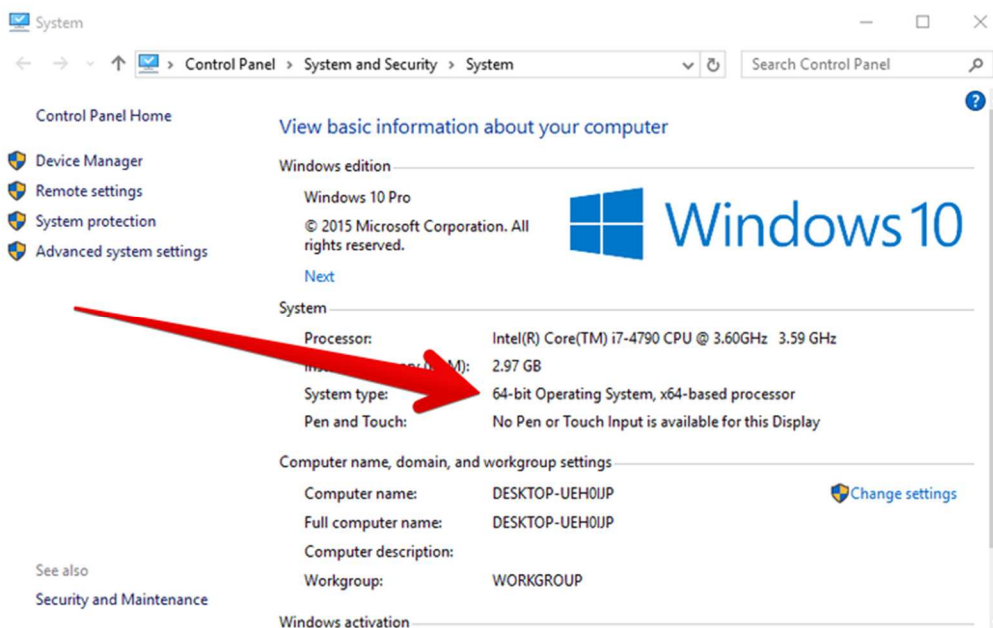 System
Control Panel > System and Security > System
Search Control Panel
?
Control Panel Home
Device Manager
Remote settings
System protection
Advanced system settings
View basic information about your computer
Windows edition
Windows 10 Pro
© 2015 Microsoft Corporation. All
rights reserved.
Next
Windows 10
System
Processor: Intel(R) Core(TM) i7-4790 CPU @ 3.60GHz 3.59 GHz
2.97 GB
System type: 64-bit Operating System, x64-based processor
Pen and Touch: No Pen or Touch Input is available for this Display
Computer name, domain, and workgroup settings
Computer name: DESKTOP-UEH0IJP
Change settings
Full computer name: DESKTOP-UEH0IJP
Computer description:
Workgroup: WORKGROUP
See also
Security and Maintenance
Windows activation